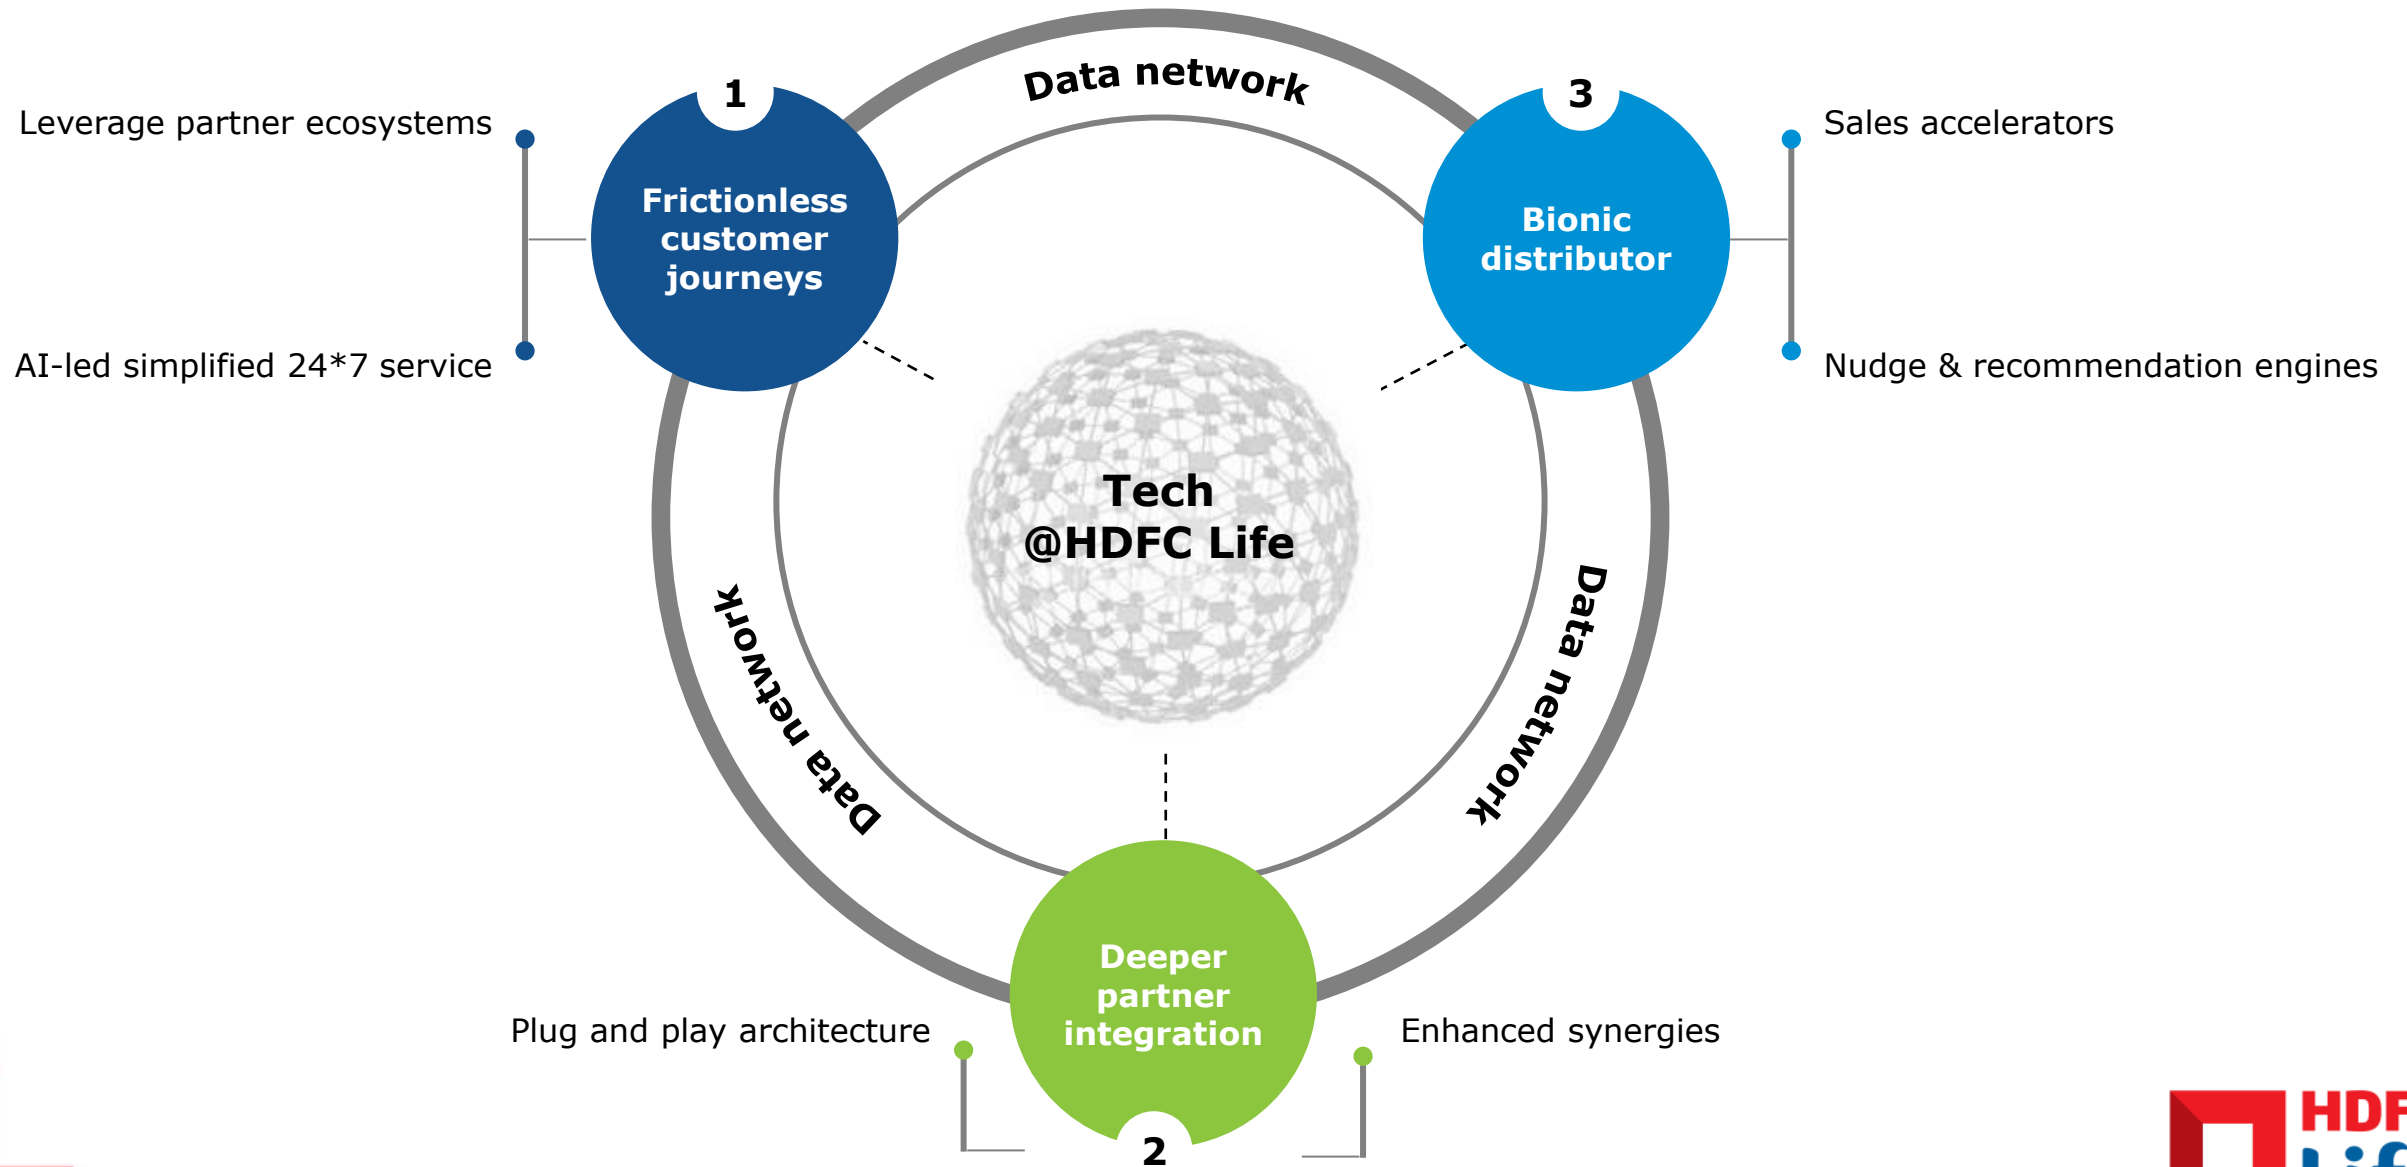 Data network
1
3
Leverage partner ecosystems
Sales accelerators
Frictionless
customer
journeys
Bionic
distributor
AI-led simplified 24*7 service
Nudge & recommendation engines
Tech
@HDFC Life
Data network
Data network
Deeper
partner
integration
Plug and play architecture
Enhanced synergies
2